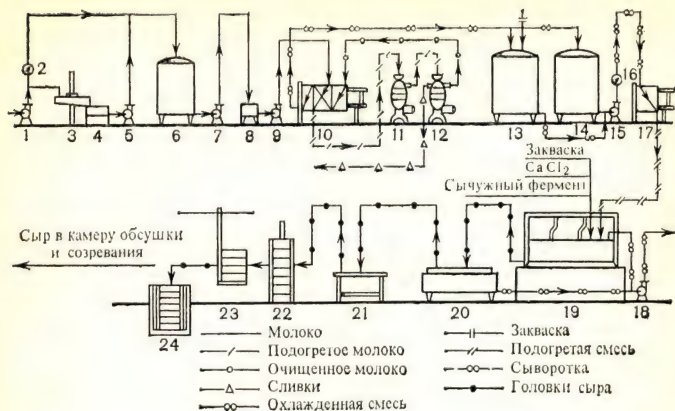 1
2
1 3 4 5 6 7 8 9 10 11 12 13 14 15 16 17
Закваска
CaCl₂
Сычужный фермент
Сыр в камеру обсушки
и созревания
24 23 22 21 20 19 18
Молоко
Подогретое молоко
Очищенное молоко
Сливки
Охлажденная смесь
Закваска
Подогретая смесь
Сыворотка
Головки сыра